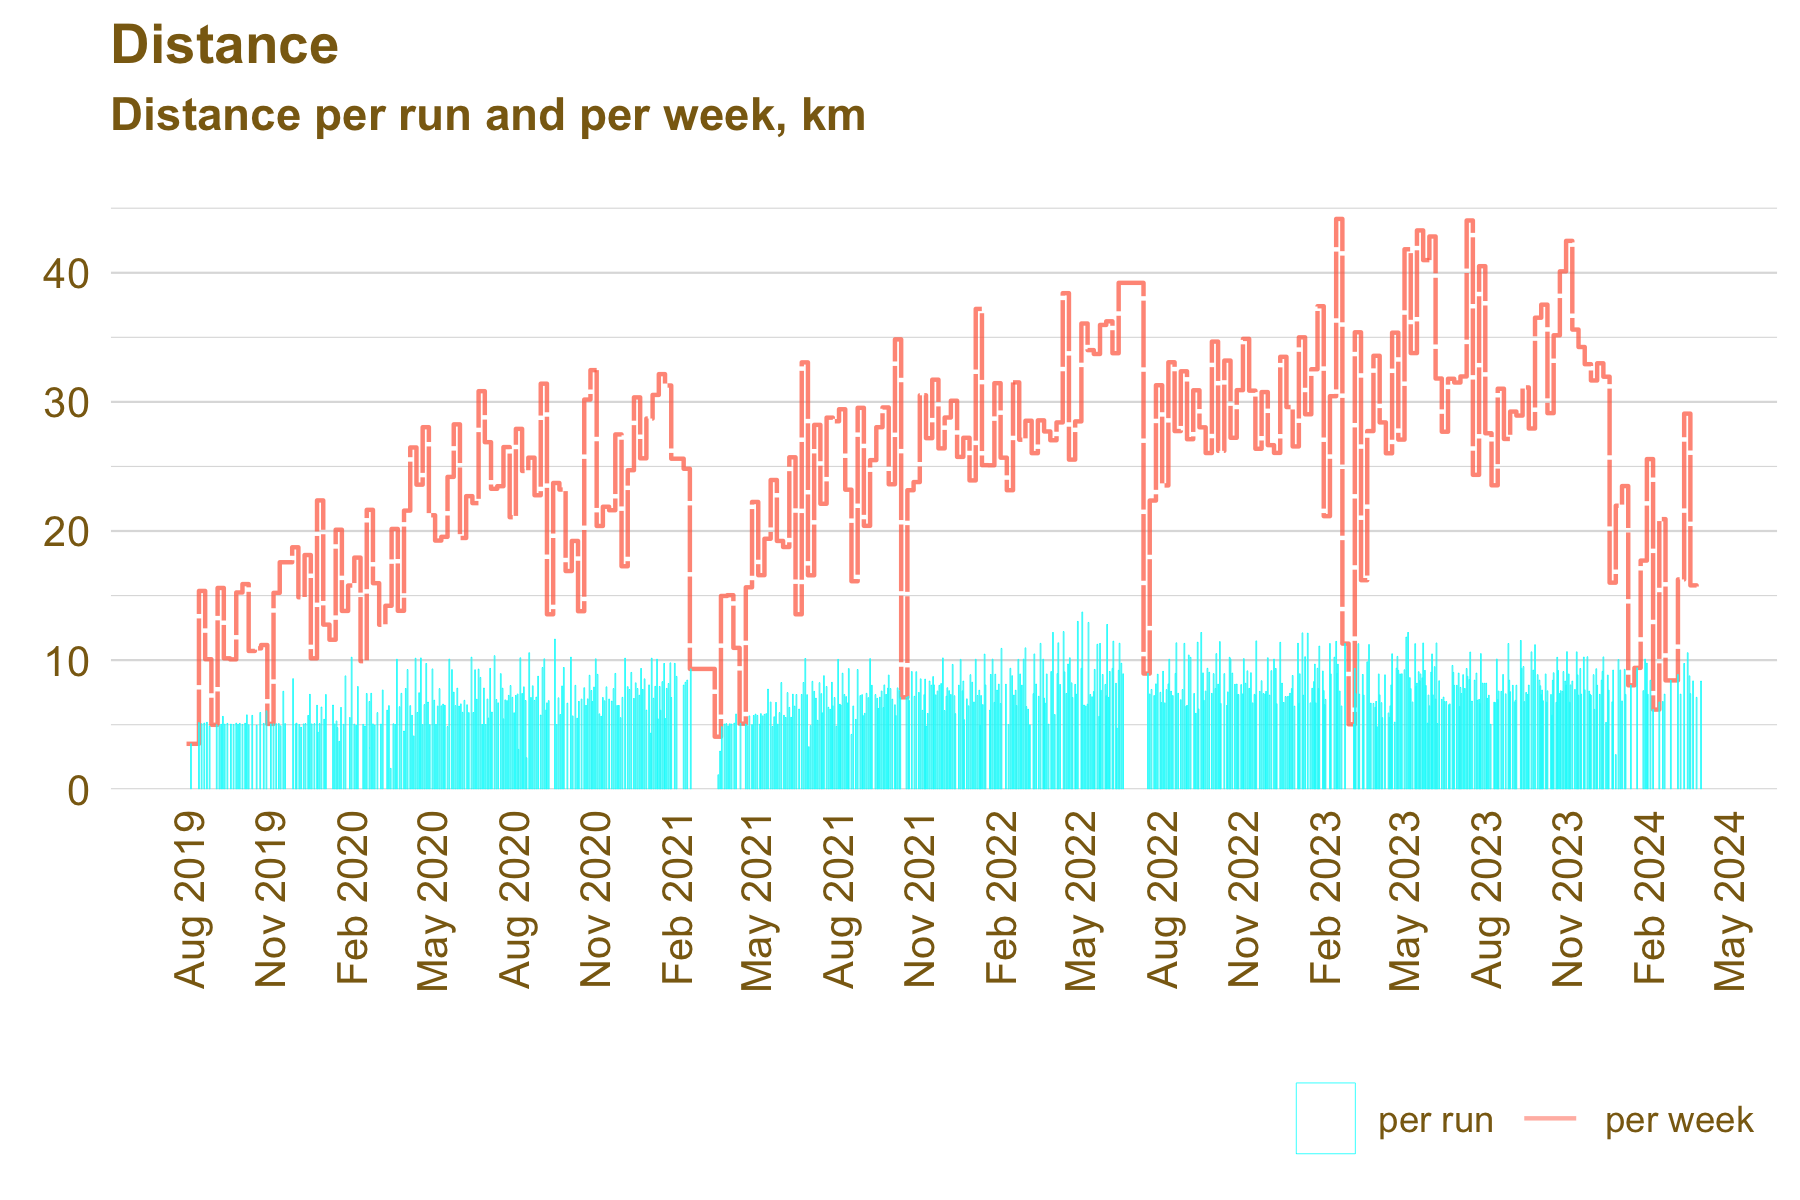 Distance
Distance per run and per week, km
40
30
20
10
0
Aug 2019
Nov 2019
Feb 2020
May 2020
Aug 2020
Nov 2020
Feb 2021
May 2021
Aug 2021
Nov 2021
Feb 2022
May 2022
Aug 2022
Nov 2022
Feb 2023
May 2023
Aug 2023
Nov 2023
Feb 2024
May 2024
per run
per week